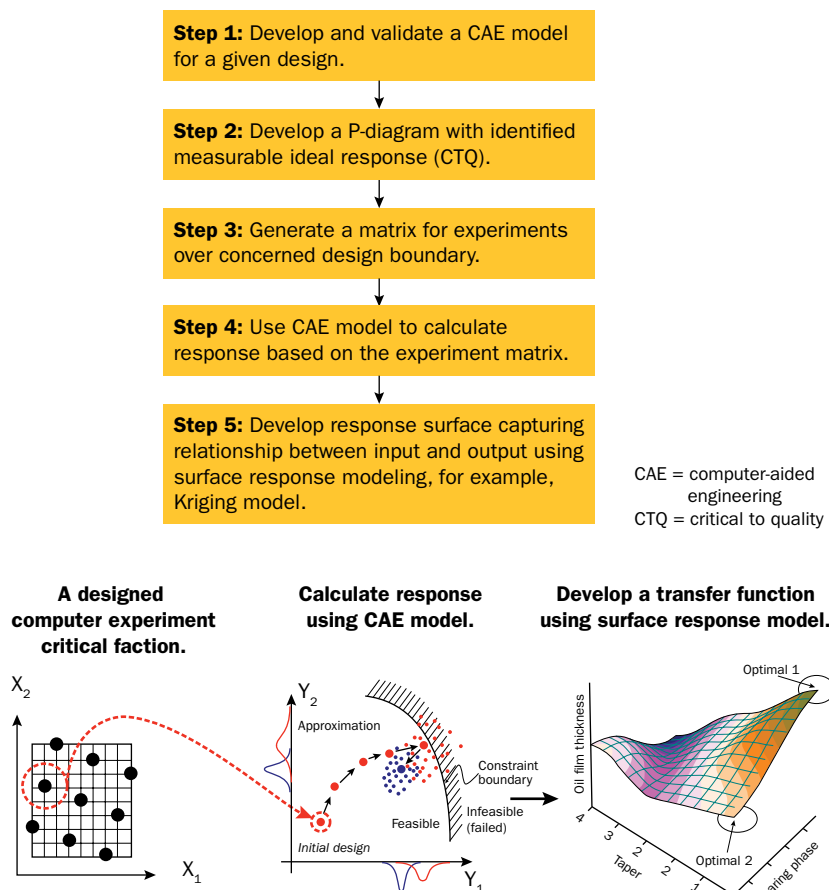 Step 1: Develop and validate a CAE model
for a given design.
Step 2: Develop a P-diagram with identified
measurable ideal response (CTQ).
Step 3: Generate a matrix for experiments
over concerned design boundary.
Step 4: Use CAE model to calculate
response based on the experiment matrix.
Step 5: Develop response surface capturing
relationship between input and output using
surface response modeling, for example,
Kriging model.
CAE = computer-aided
engineering
CTQ = critical to quality
A designed
computer experiment
critical faction.
Calculate response
using CAE model.
Develop a transfer function
using surface response model.
X2
X1
Y2
Approximation
Constraint
boundary
Feasible
Infeasible
(failed)
Initial design
Y1
Optimal 1
Oil film thickness
4
3
2
2
1
Taper
Optimal 2
phase